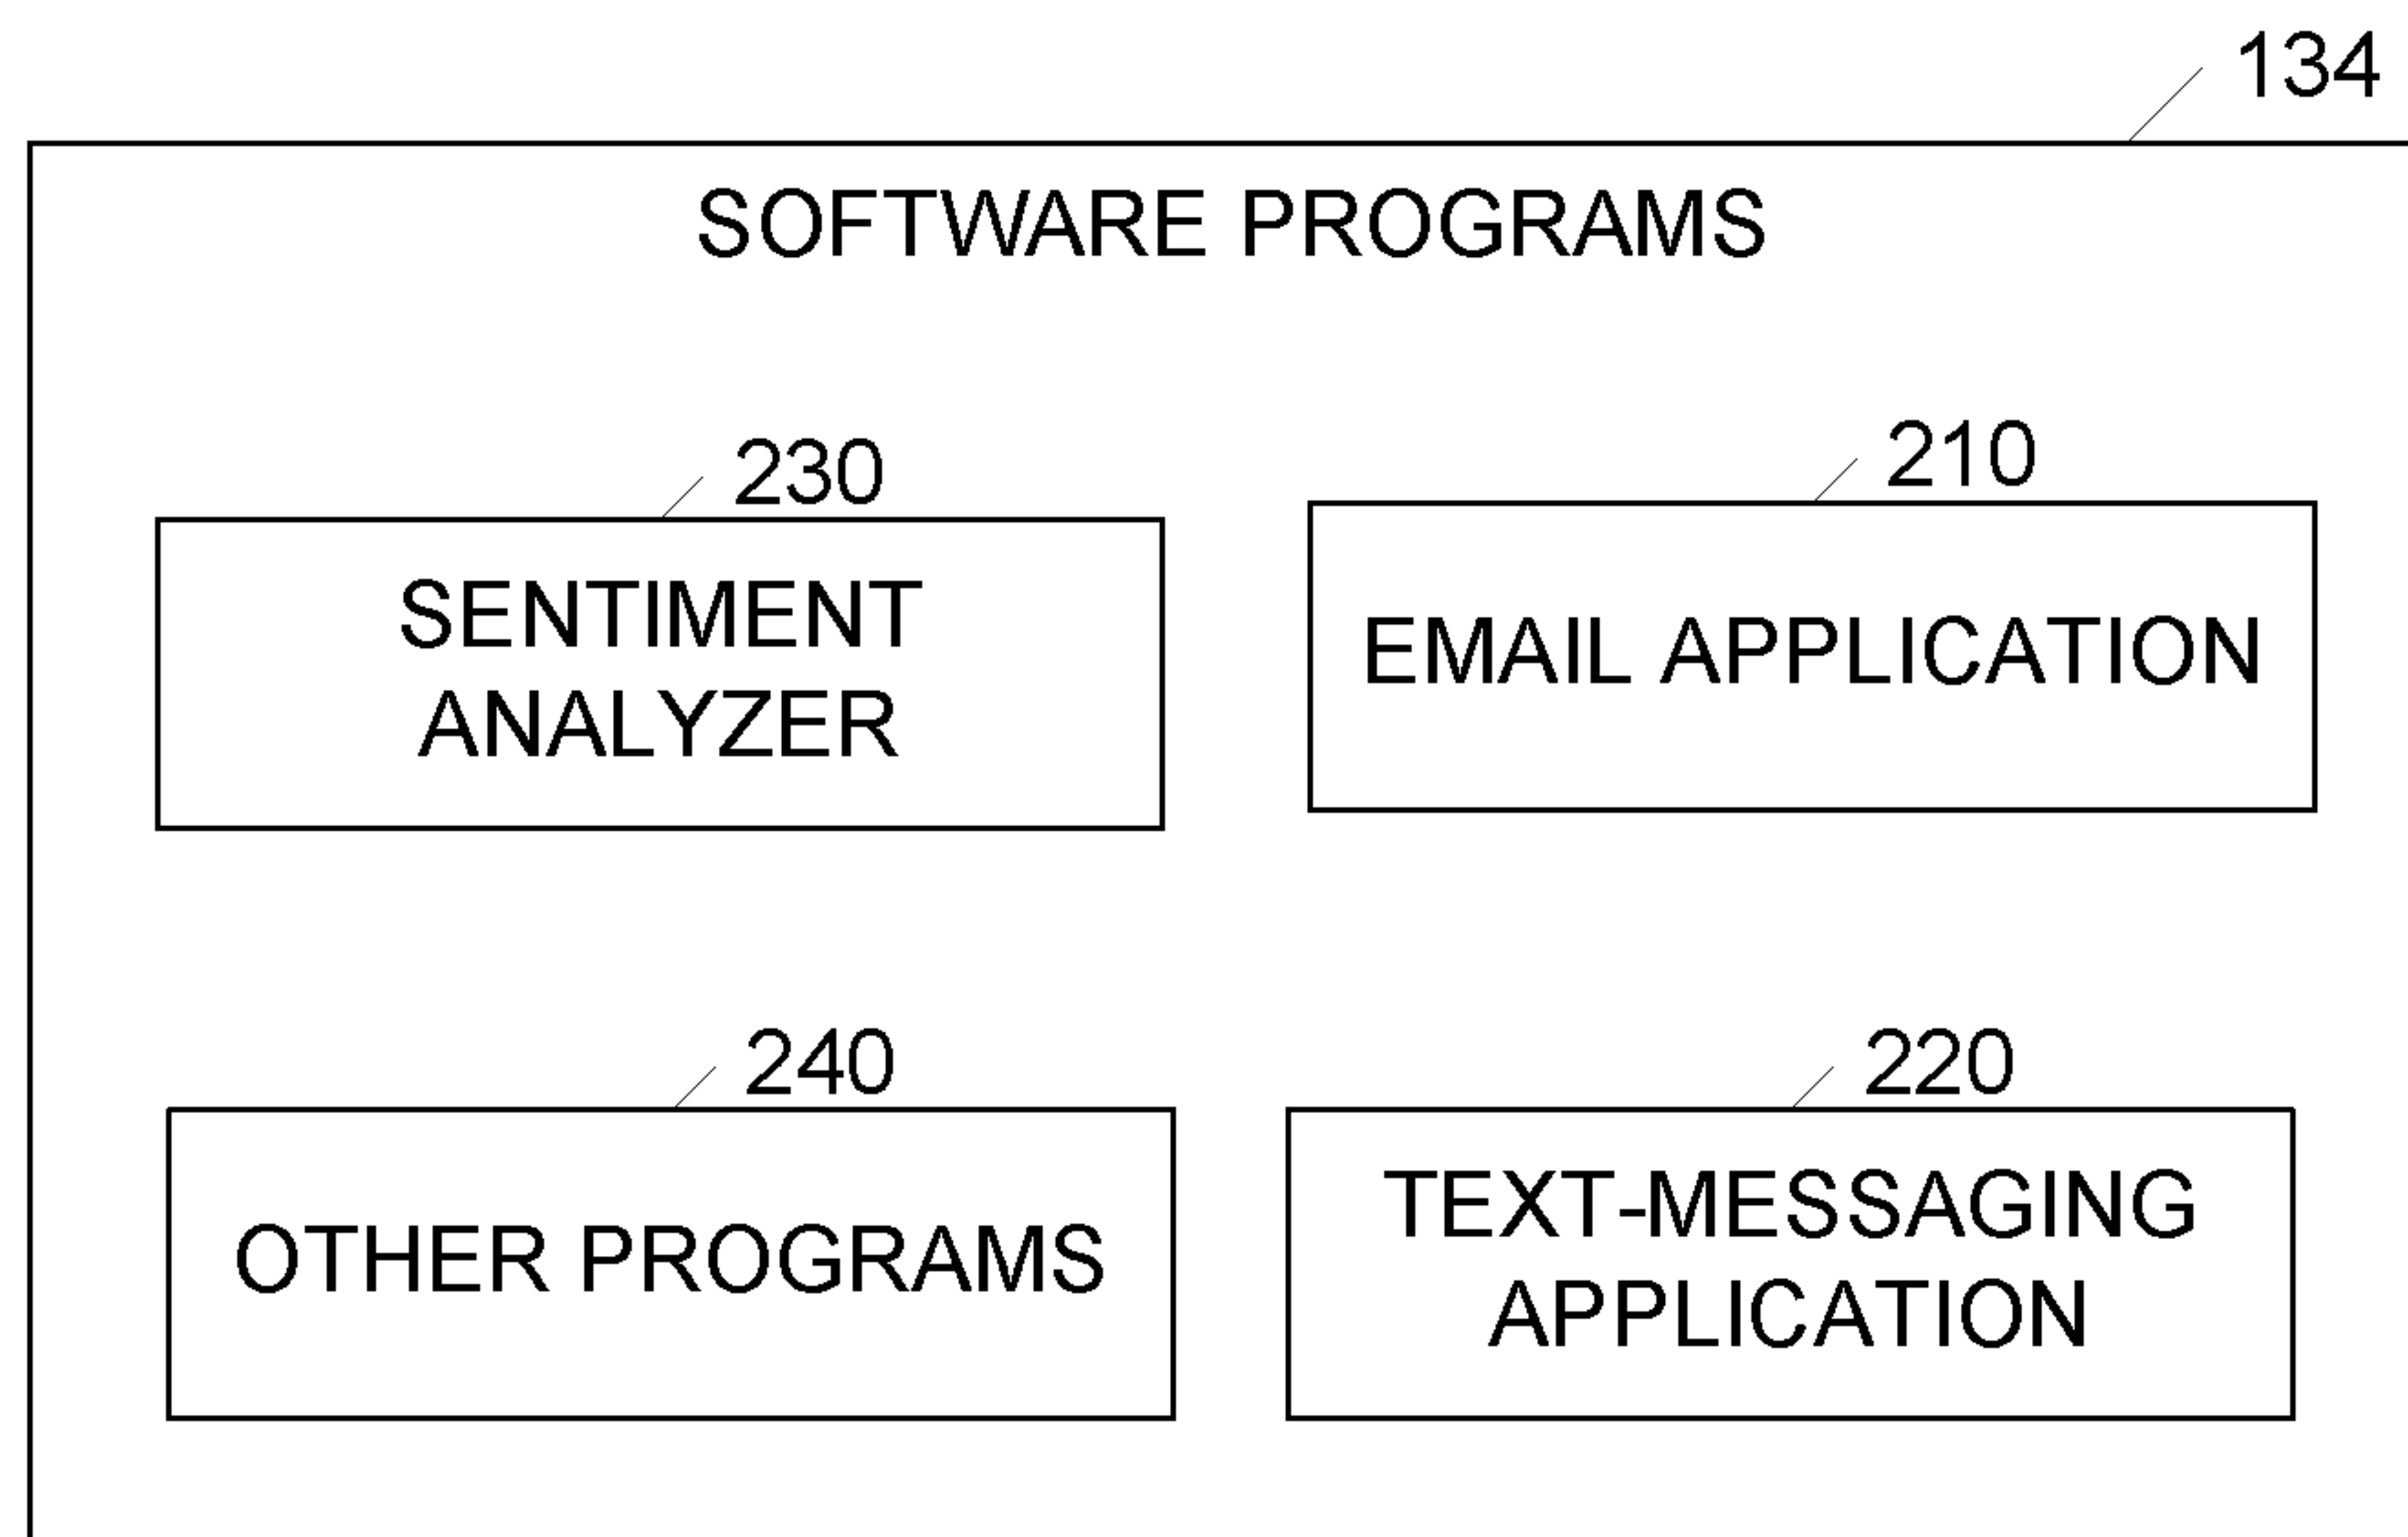 134
SOFTWARE PROGRAMS
230
SENTIMENT
ANALYZER
210
EMAIL APPLICATION
240
OTHER PROGRAMS
220
TEXT-MESSAGING
APPLICATION